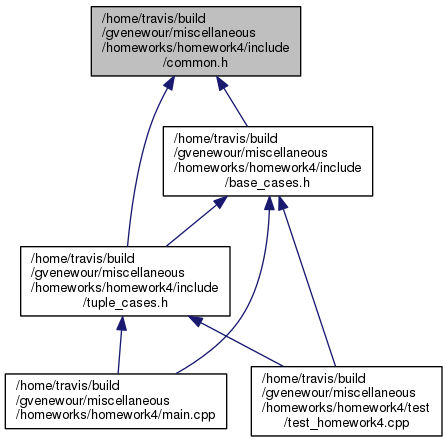 /home/travis/build
/gvenewour/miscellaneous
/homeworks/homework4/include
/common.h
/home/travis/build
/gvenewour/miscellaneous
/homeworks/homework4/include
/base_cases.h
/home/travis/build
/gvenewour/miscellaneous
/homeworks/homework4/include
/tuple_cases.h
/home/travis/build
/gvenewour/miscellaneous
/homeworks/homework4/main.cpp
/home/travis/build
/gvenewour/miscellaneous
/homeworks/homework4/test
/test_homework4.cpp